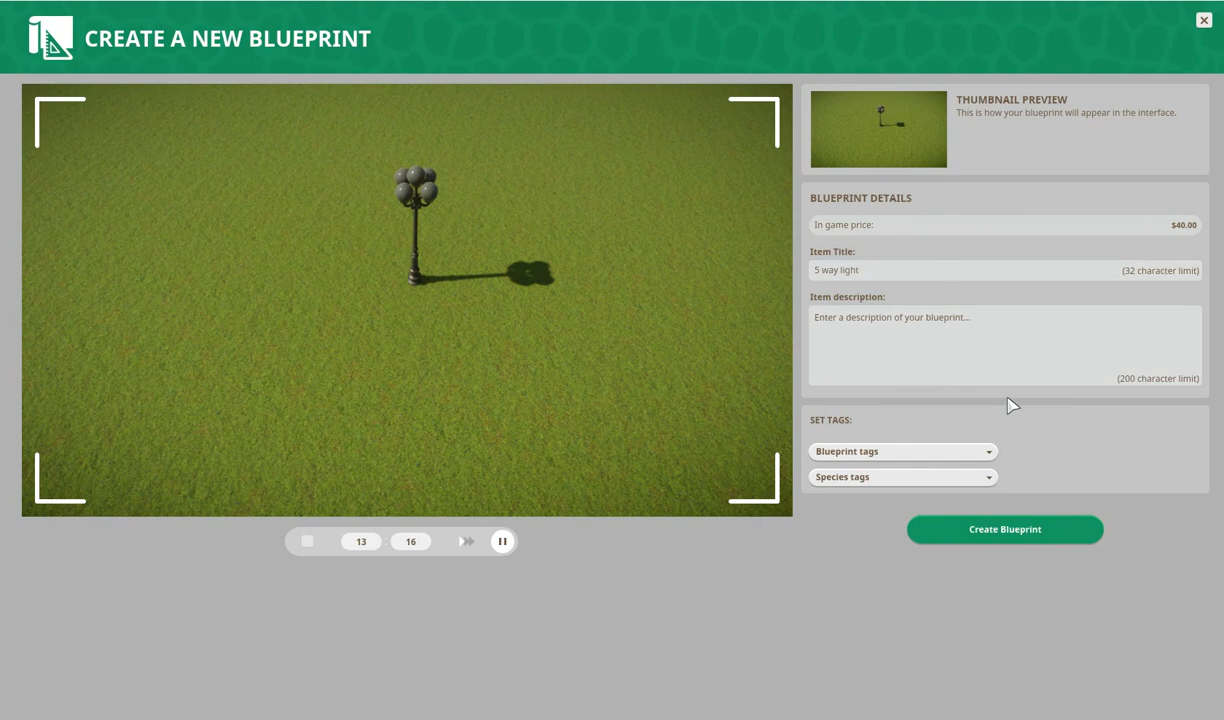 CREATE A NEW BLUEPRINT
THUMBNAIL PREVIEW
This is how your blueprint will appear in the interface.
BLUEPRINT DETAILS
In game price: $40.00
Item Title:
5 way light (32 character limit)
Item description:
Enter a description of your blueprint...
(200 character limit)
SET TAGS:
Blueprint tags
Species tags
Create Blueprint
13 : 16